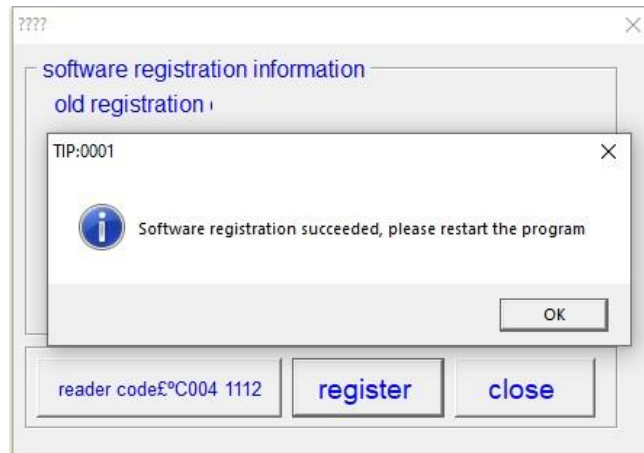 ????
software registration information
old registration
TIP:0001
Software registration succeeded, please restart the program
OK
reader code£ºC004 1112
register
close